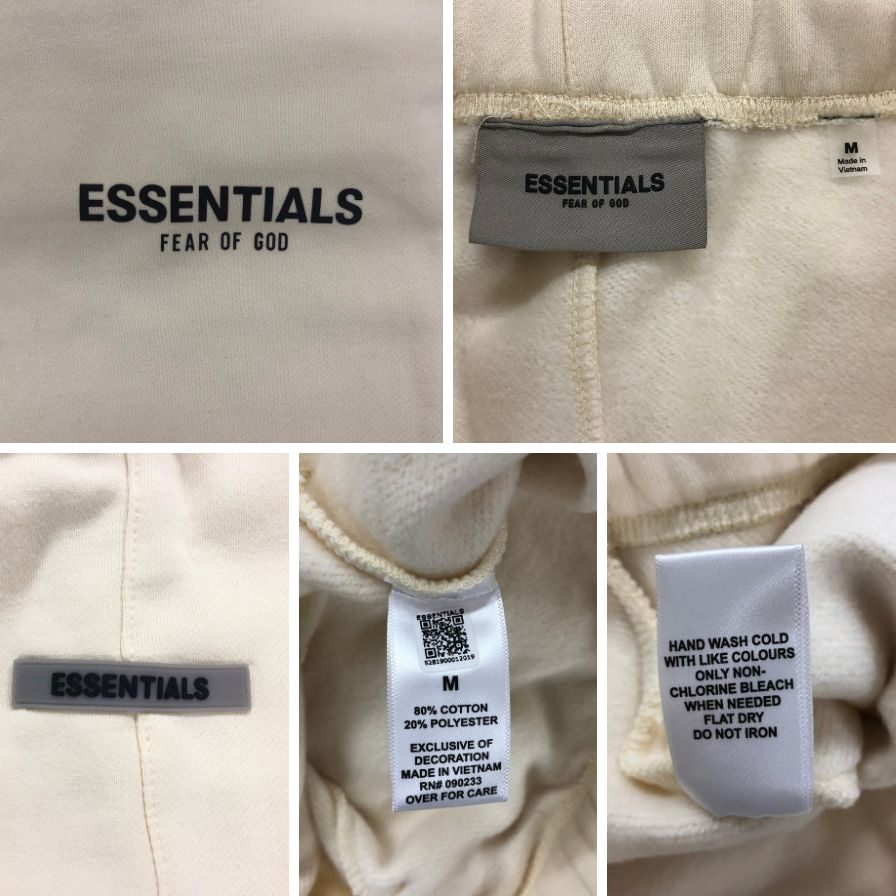 ESSENTIALS
FEAR OF GOD
ESSENTIALS
FEAR OF GOD
M
Made in
Vietnam
ESSENTIALS
ESSENTIALS
5281900012019
M
80% COTTON
20% POLYESTER
EXCLUSIVE OF
DECORATION
MADE IN VIETNAM
RN# 090233
OVER FOR CARE
HAND WASH COLD
WITH LIKE COLOURS
ONLY NON-
CHLORINE BLEACH
WHEN NEEDED
FLAT DRY
DO NOT IRON